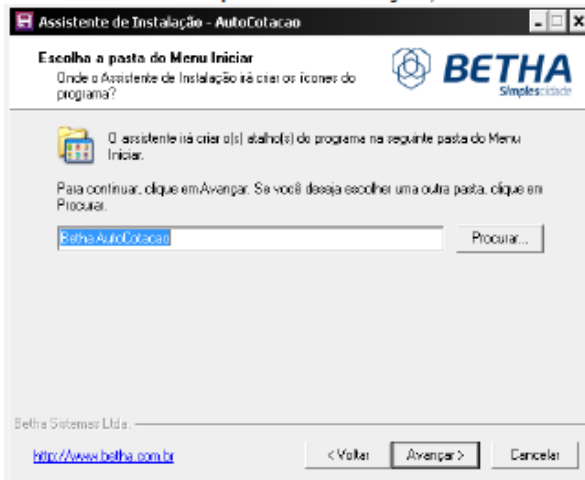 Assistente de Instalação - AutoCotacao
Escolha a pasta do Menu Iniciar
Onde o Assistente de Instalação irá criar os ícones do
programa?
BETHA
Simplescidade
O assistente irá criar o(s) atalho(s) do programa na seguinte pasta do Menu
Iniciar.
Para continuar, clique em Avançar. Se você deseja escolher uma outra pasta, clique em
Procurar.
Betha AutoCotacao
Procurar...
Betha Sistemas Ltda.
http://www.betha.com.br
< Voltar
Avançar >
Cancelar